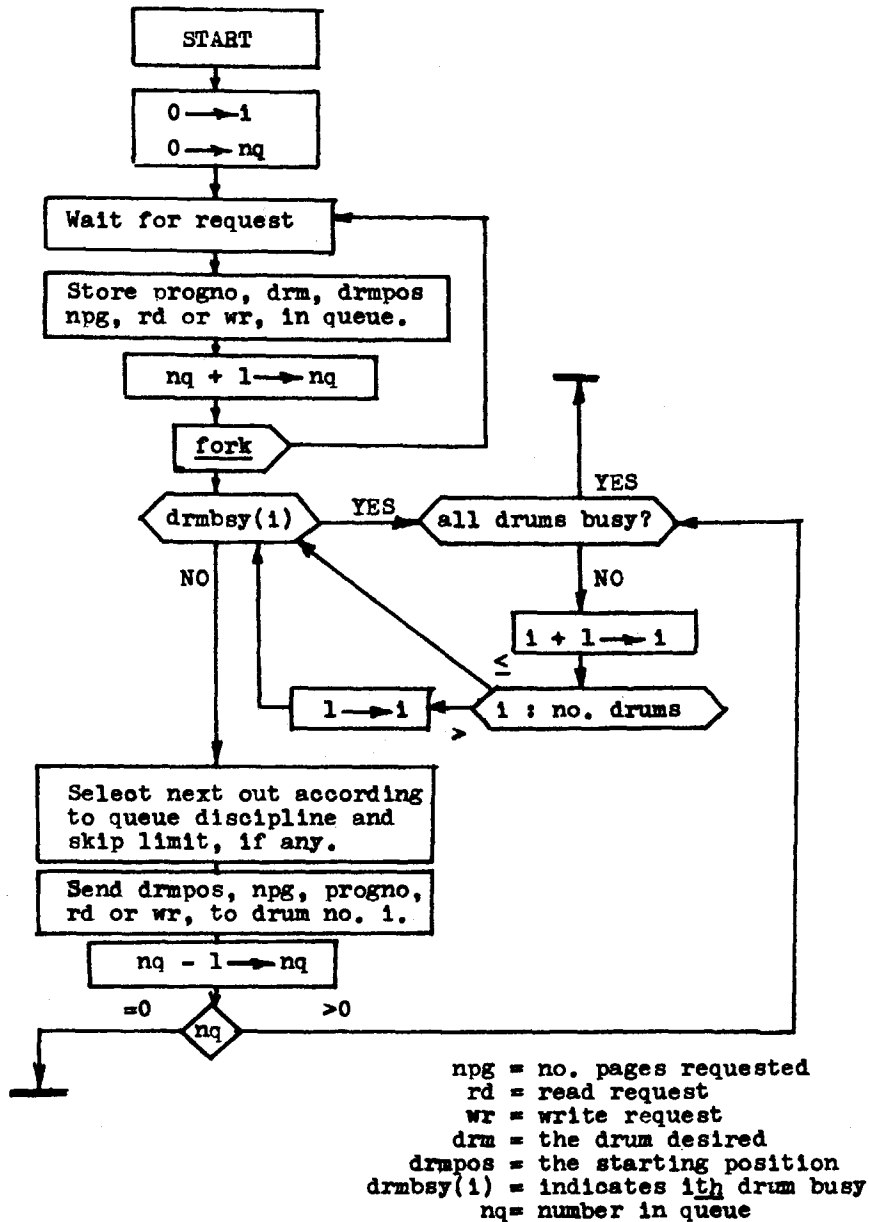 START
0 → i
0 → nq
Wait for request
Store progno, drm, drmpos
npg, rd or wr, in queue.
nq + 1 → nq
fork
drmbsy(i)
YES
all drums busy?
YES
NO
NO
i + 1 → i
≤
i : no. drums
>
1 → i
Select next out according
to queue discipline and
skip limit, if any.
Send drmpos, npg, progno,
rd or wr, to drum no. i.
nq - 1 → nq
=0
>0
nq
npg = no. pages requested
rd = read request
wr = write request
drm = the drum desired
drmpos = the starting position
drmbsy(i) = indicates ith drum busy
nq= number in queue